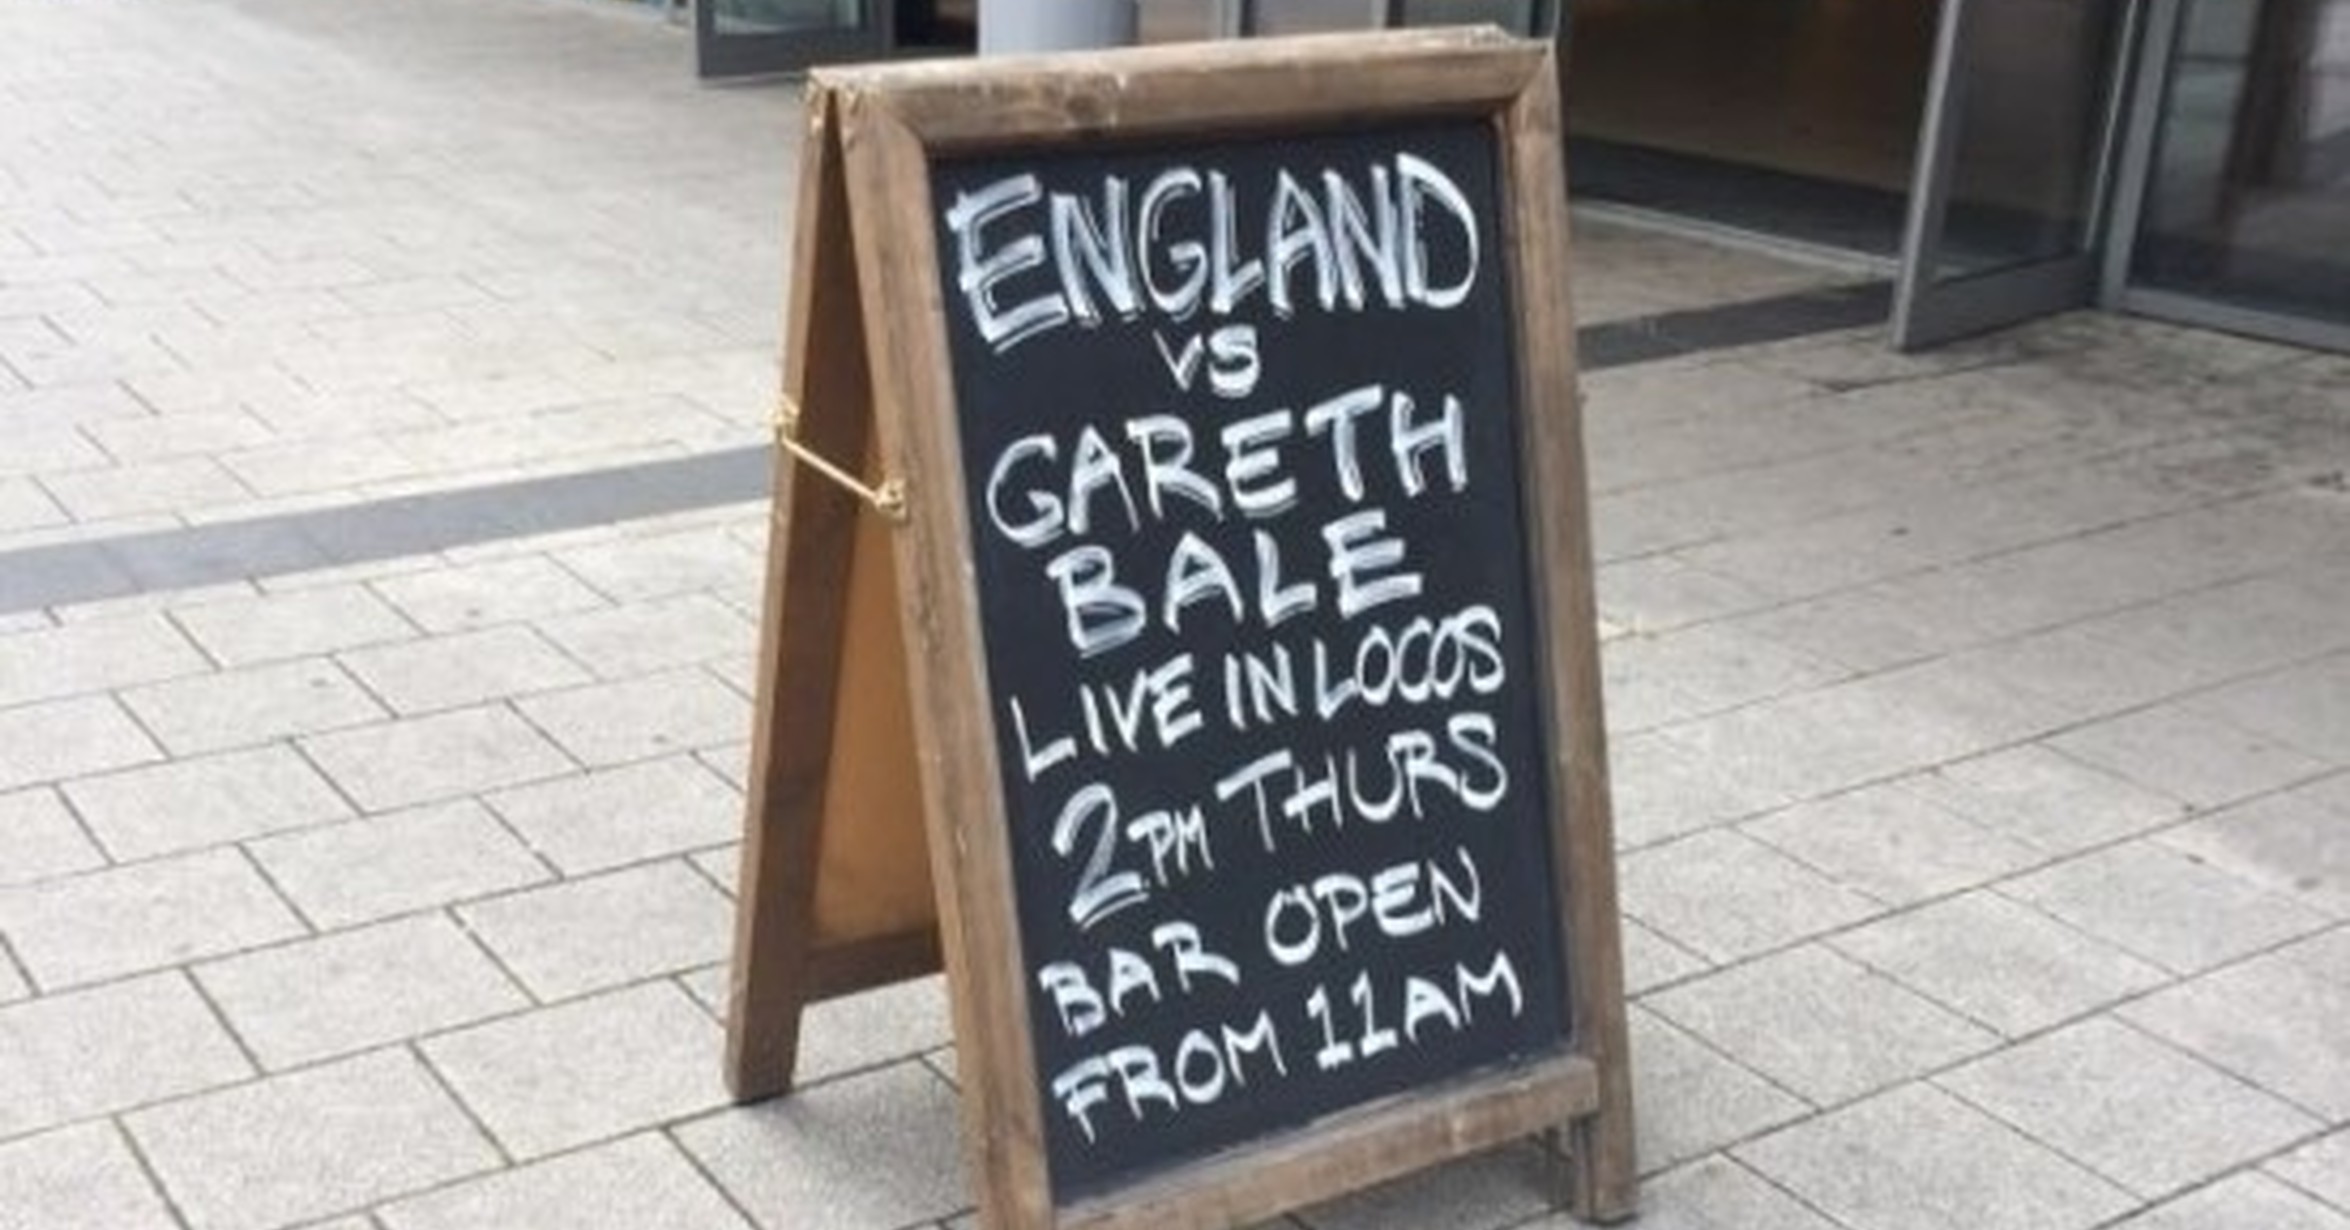 ENGLAND
VS
GARETH
BALE
LIVE IN LOCOS
2PM THURS
BAR OPEN
FROM 11AM